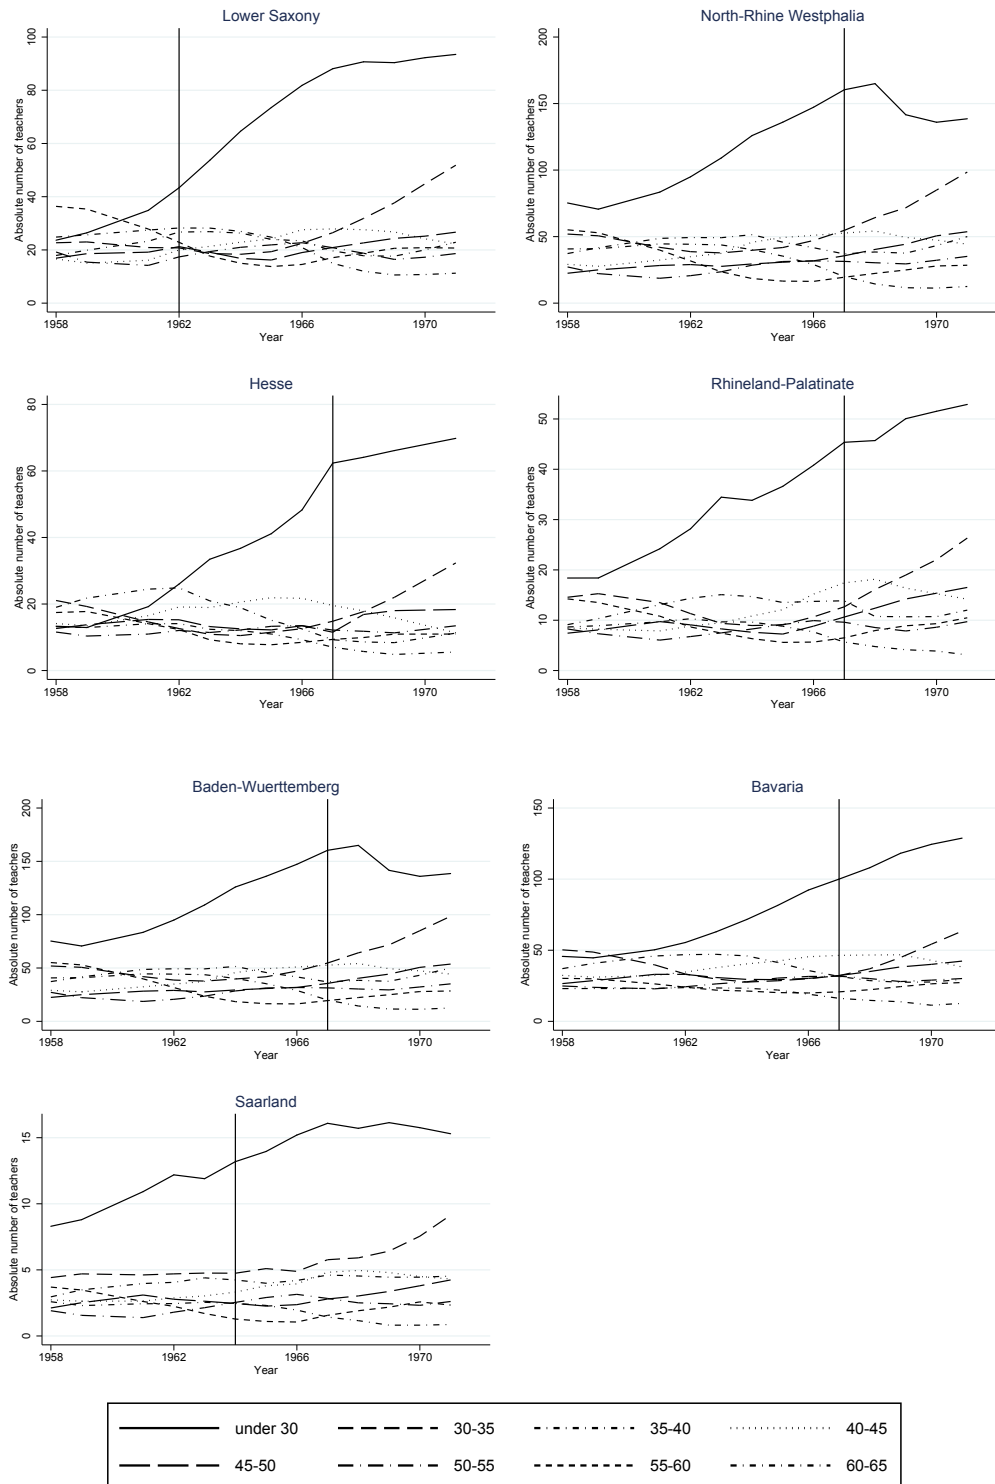 Lower Saxony
Absolute number of teachers
0 20 40 60 80 100
1958 1962 1966 1970
Year
North-Rhine Westphalia
Absolute number of teachers
0 50 100 150 200
1958 1962 1966 1970
Year
Hesse
Absolute number of teachers
0 20 40 60 80
1958 1962 1966 1970
Year
Rhineland-Palatinate
Absolute number of teachers
0 10 20 30 40 50
1958 1962 1966 1970
Year
Baden-Wuerttemberg
Absolute number of teachers
0 50 100 150 200
1958 1962 1966 1970
Year
Bavaria
Absolute number of teachers
0 50 100 150
1958 1962 1966 1970
Year
Saarland
Absolute number of teachers
0 5 10 15
1958 1962 1966 1970
Year
under 30 30-35 35-40 40-45
45-50 50-55 55-60 60-65